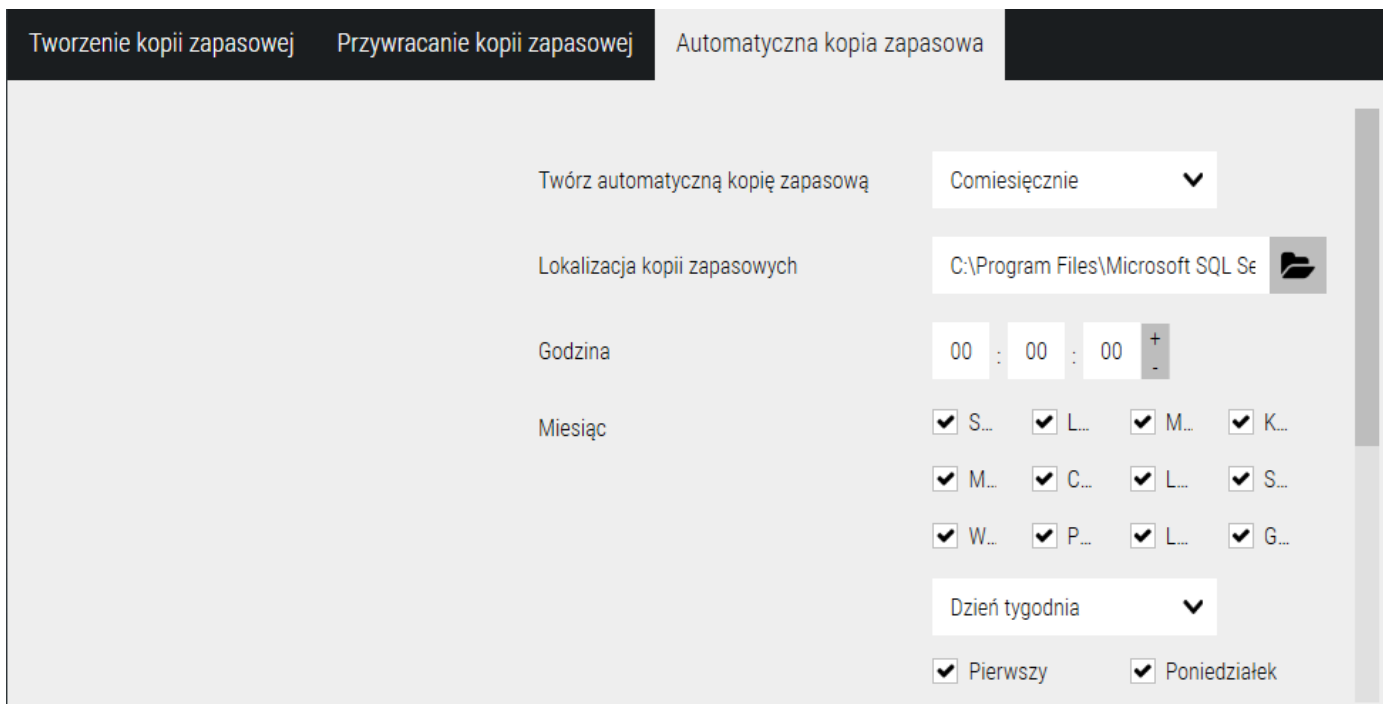 Tworzenie kopii zapasowej Przywracanie kopii zapasowej Automatyczna kopia zapasowa
Twórz automatyczną kopię zapasową Comiesięcznie
Lokalizacja kopii zapasowych C:\Program Files\Microsoft SQL Se
Godzina 00 : 00 : 00 + -
Miesiąc S... L... M... K...
M... C... L... S...
W... P... L... G...
Dzień tygodnia
Pierwszy Poniedziałek